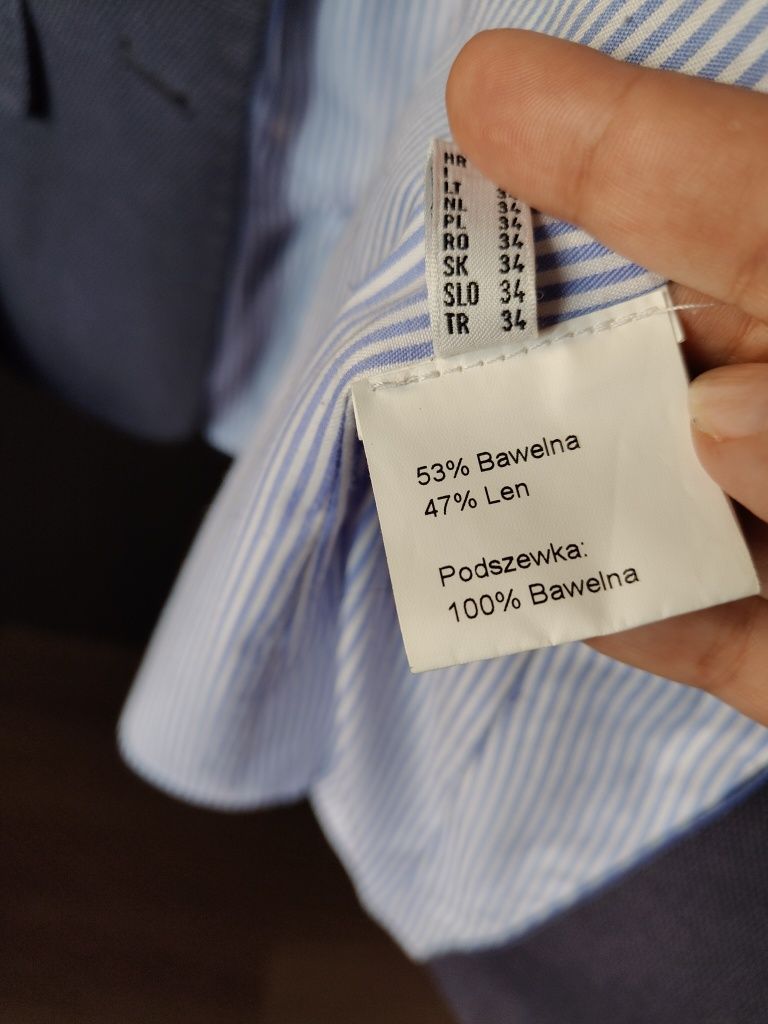 HR
I
LT 34
NL 34
PL 34
RO 34
SK 34
SLO 34
TR 34
53% Bawelna
47% Len
Podszewka:
100% Bawelna